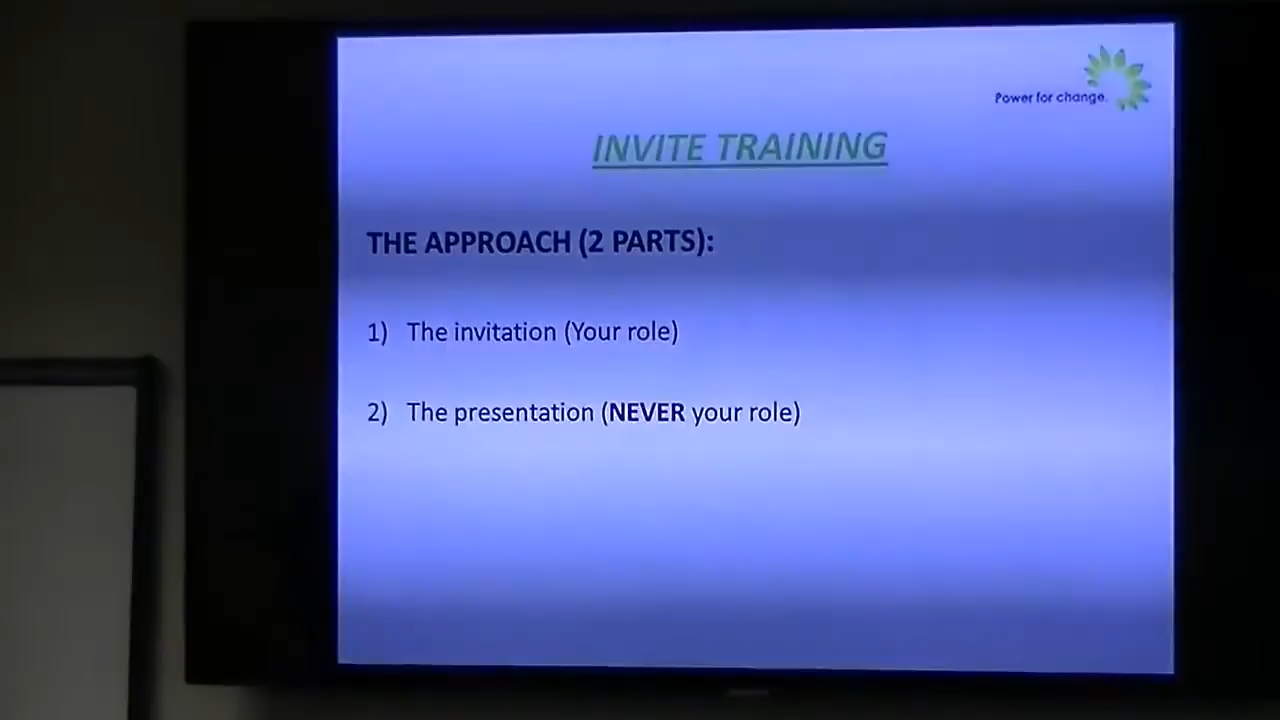 Power for change.
INVITE TRAINING
THE APPROACH (2 PARTS):
1) The invitation (Your role)
2) The presentation (NEVER your role)